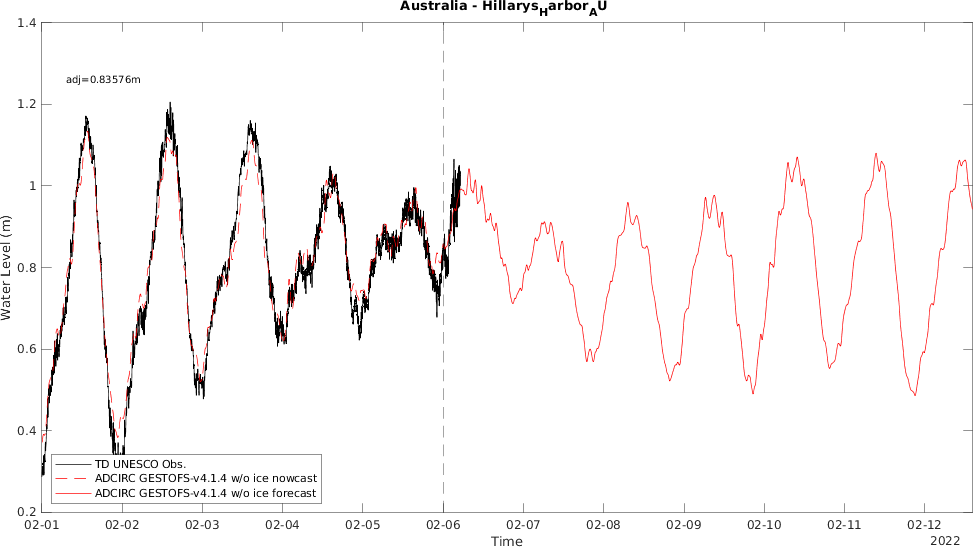 Australia - HillarysHarborAU
1.4
adj=0.83576m
1.2
1
0.8
0.6
0.4
0.2
Water Level (m)
TD UNESCO Obs.
ADCIRC GESTOFS-v4.1.4 w/o ice nowcast
ADCIRC GESTOFS-v4.1.4 w/o ice forecast
02-01 02-02 02-03 02-04 02-05 02-06 02-07 02-08 02-09 02-10 02-11 02-12
Time
2022